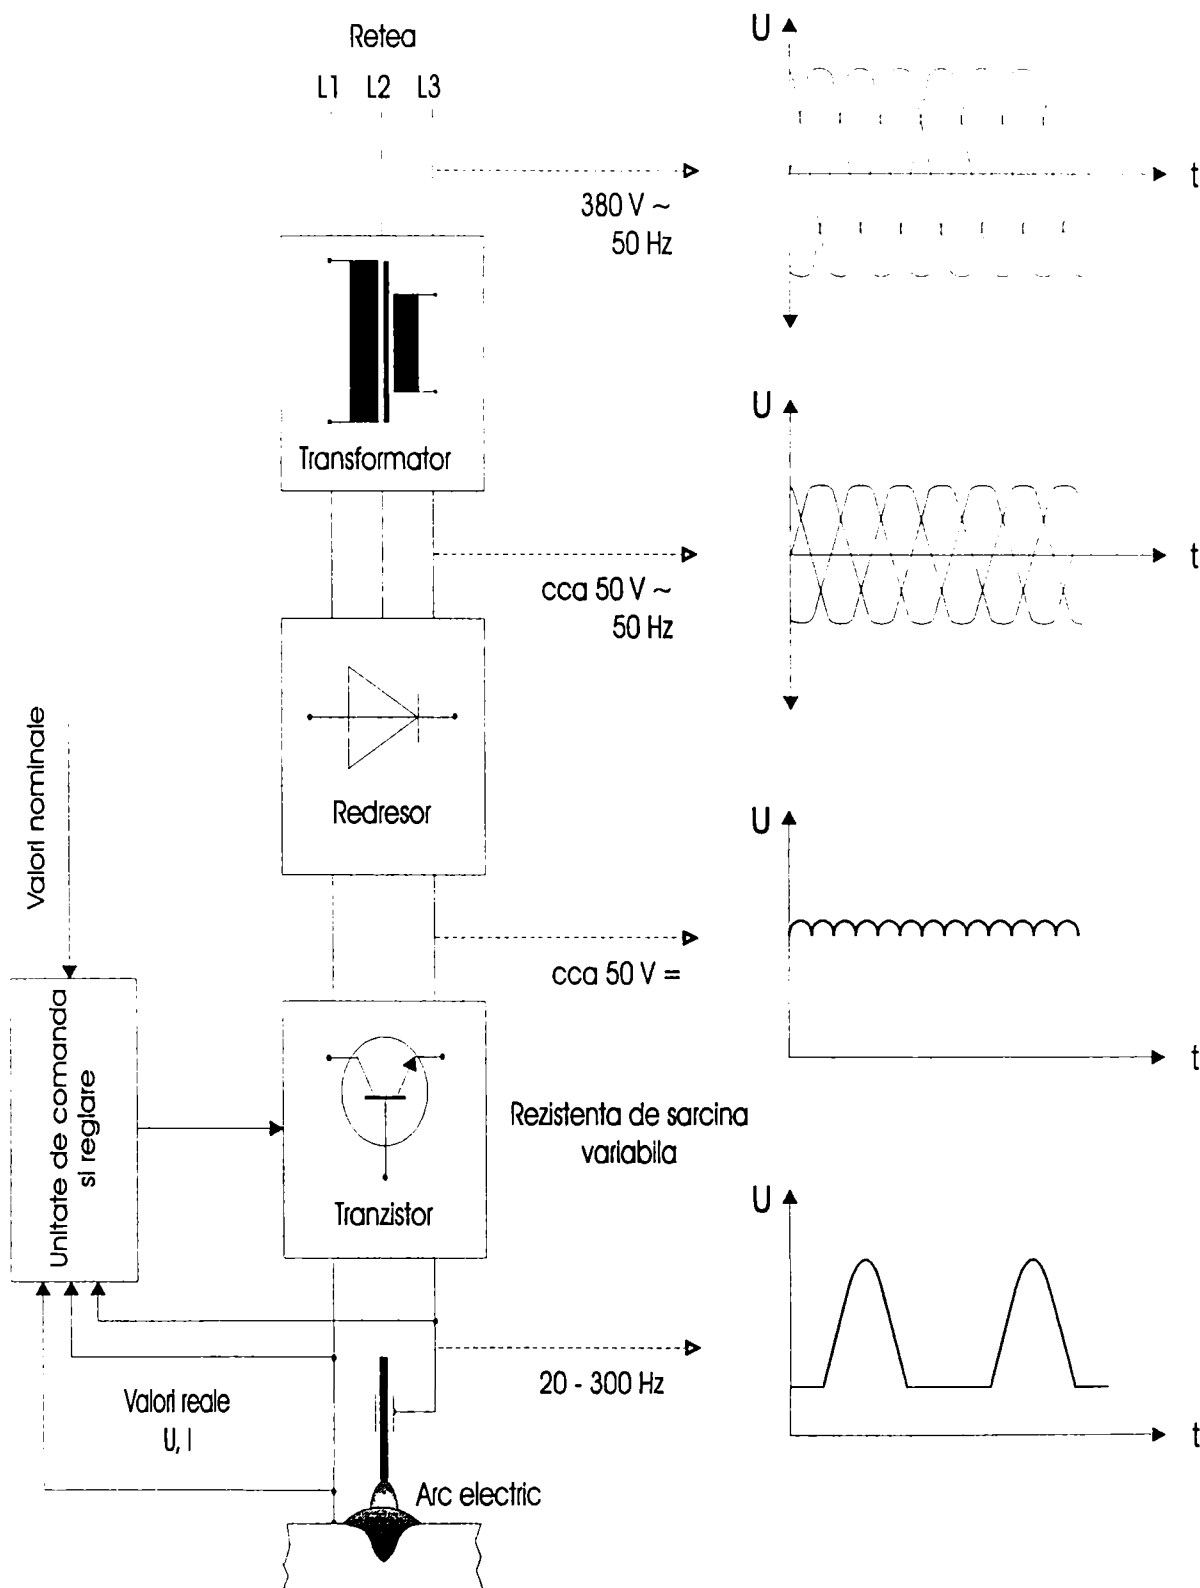 Retea
L1 L2 L3
U
t
380 V ~
50 Hz
Transformator
U
t
cca 50 V ~
50 Hz
Redresor
Valori nominale
U
t
cca 50 V =
Unitate de comanda
si reglare
Rezistenta de sarcina
variabila
Tranzistor
U
t
20 - 300 Hz
Valori reale
U, I
Arc electric